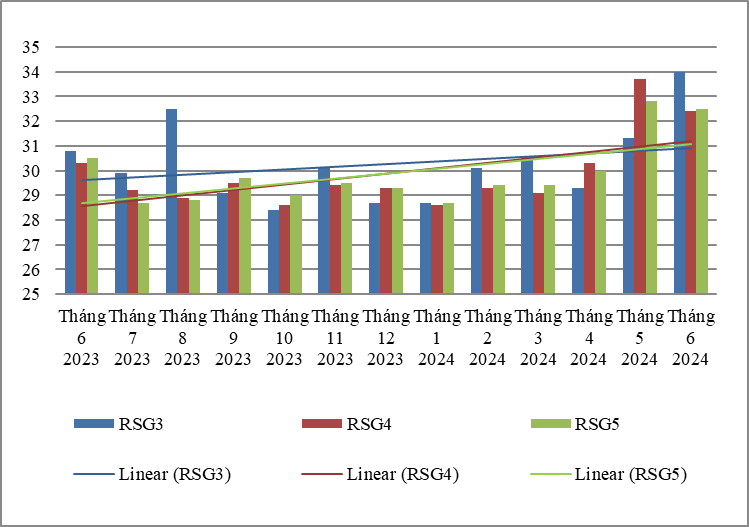 35
34
33
32
31
30
29
28
27
26
25
Tháng Tháng Tháng Tháng Tháng Tháng Tháng Tháng Tháng Tháng Tháng Tháng Tháng
6 7 8 9 10 11 12 1 2 3 4 5 6
2023 2023 2023 2023 2023 2023 2023 2024 2024 2024 2024 2024 2024
RSG3 RSG4 RSG5
Linear (RSG3) Linear (RSG4) Linear (RSG5)